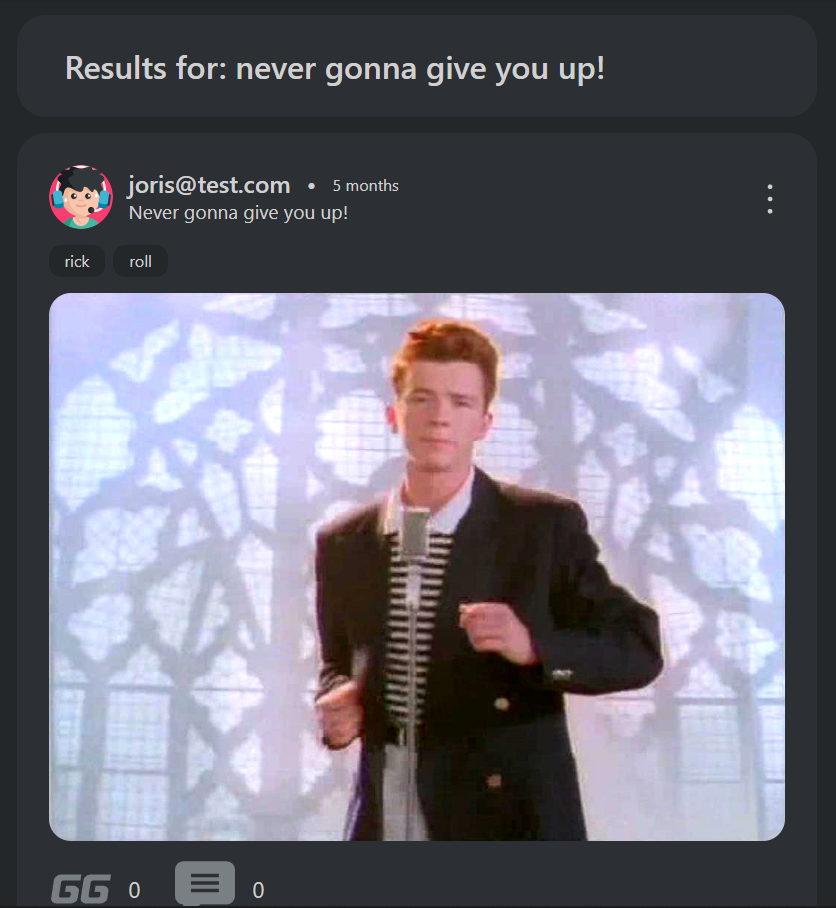 Results for: never gonna give you up!
joris@test.com • 5 months
Never gonna give you up!
rick roll
GG 0 0